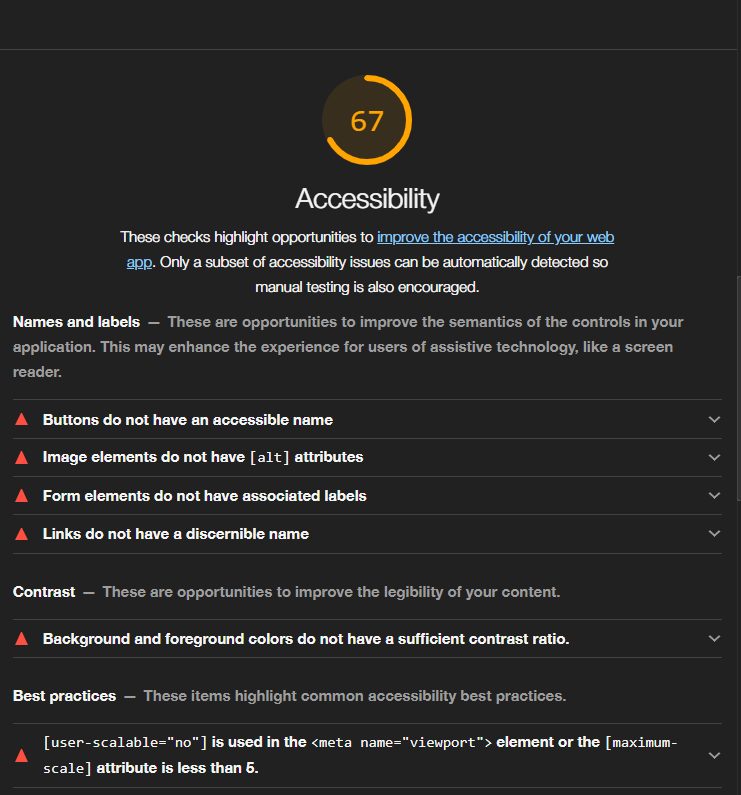 67
Accessibility
These checks highlight opportunities to improve the accessibility of your web
app. Only a subset of accessibility issues can be automatically detected so
manual testing is also encouraged.
Names and labels — These are opportunities to improve the semantics of the controls in your
application. This may enhance the experience for users of assistive technology, like a screen
reader.
Buttons do not have an accessible name
Image elements do not have [alt] attributes
Form elements do not have associated labels
Links do not have a discernible name
Contrast — These are opportunities to improve the legibility of your content.
Background and foreground colors do not have a sufficient contrast ratio.
Best practices — These items highlight common accessibility best practices.
[user-scalable="no"] is used in the <meta name="viewport"> element or the [maximum-
scale] attribute is less than 5.